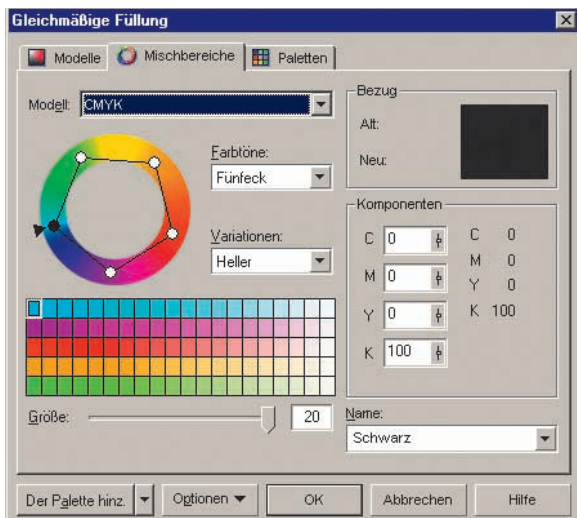 Gleichmäßige Füllung
Modelle Mischbereiche Paletten
Modell: CMYK
Farbtöne:
Fünfeck
Variationen:
Heller
Größe: 20
Bezug
Alt:
Neu:
Komponenten
C 0 C 0
M 0 M 0
Y 0 Y 0
K 100 K 100
Name:
Schwarz
Der Palette hinz. Optionen OK Abbrechen Hilfe